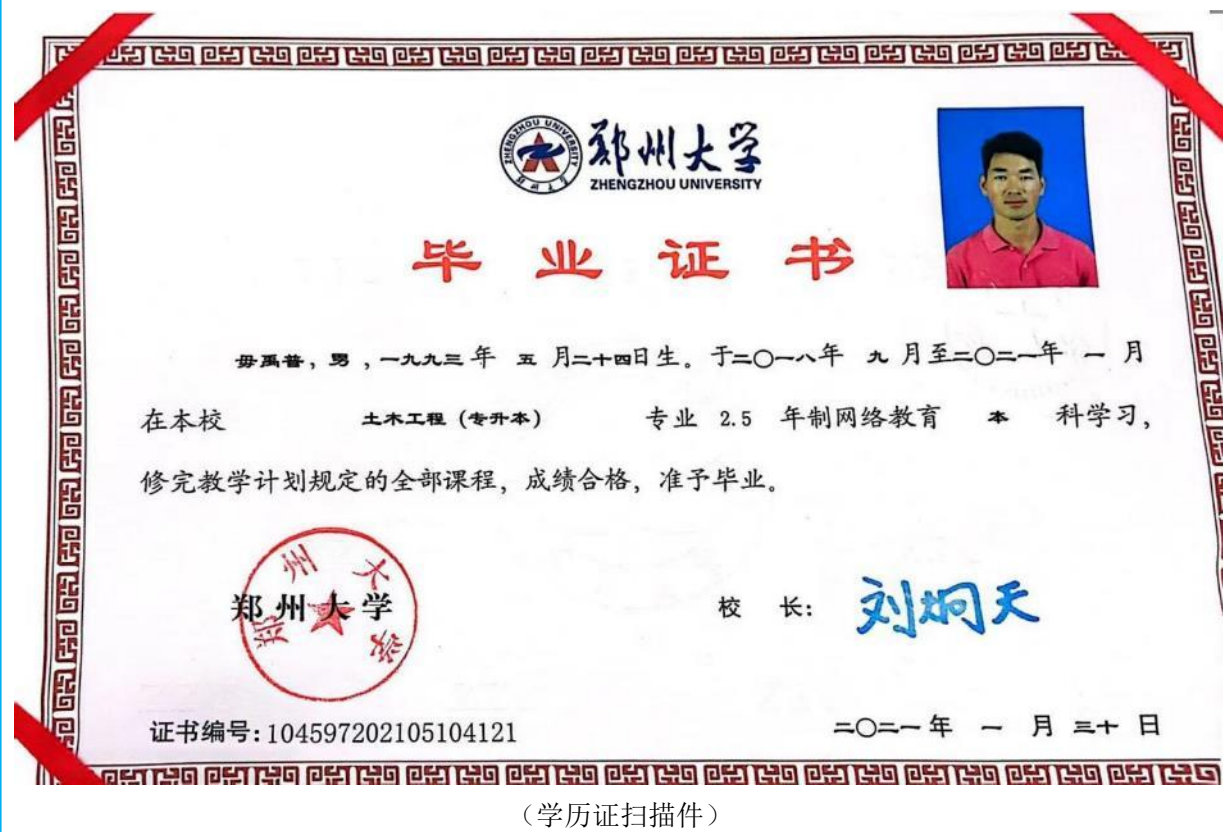 郑州大学
ZHENGZHOU UNIVERSITY
毕业证书
毋禹普，男，一九九三年 五 月二十四日生。于二〇一八年 九 月至二〇二一年 一 月
在本校 土木工程（专升本） 专业 2.5 年制网络教育 本 科学习，
修完教学计划规定的全部课程，成绩合格，准予毕业。
郑州大学
郑州大学
校 长：刘炯天
证书编号：104597202105104121
二〇二一年 一 月 三十 日
（学历证扫描件）